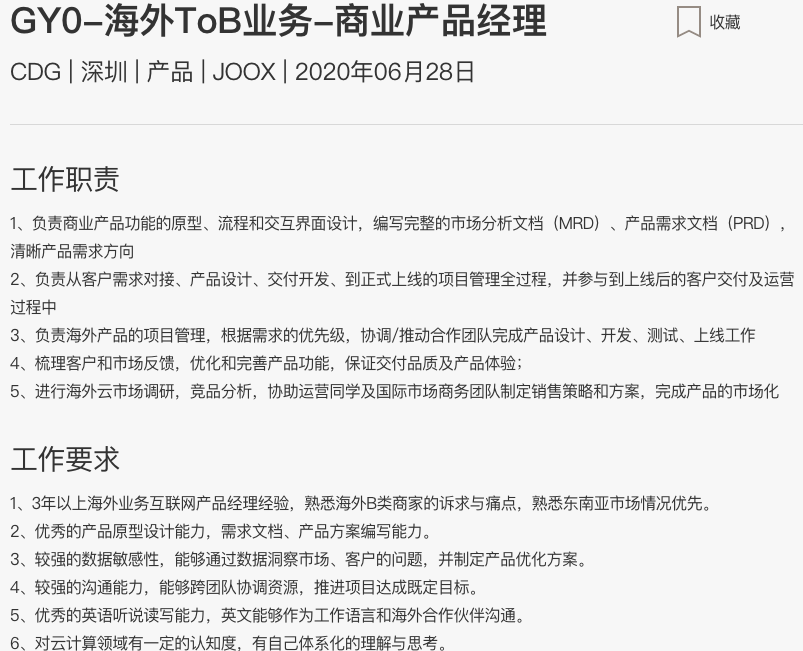 GY0-海外ToB业务-商业产品经理
收藏
CDG | 深圳 | 产品 | JOOX | 2020年06月28日
工作职责
1、负责商业产品功能的原型、流程和交互界面设计，编写完整的市场分析文档（MRD）、产品需求文档（PRD），
清晰产品需求方向
2、负责从客户需求对接、产品设计、交付开发、到正式上线的项目管理全过程，并参与到上线后的客户交付及运营
过程中
3、负责海外产品的项目管理，根据需求的优先级，协调/推动合作团队完成产品设计、开发、测试、上线工作
4、梳理客户和市场反馈，优化和完善产品功能，保证交付品质及产品体验；
5、进行海外云市场调研，竞品分析，协助运营同学及国际市场商务团队制定销售策略和方案，完成产品的市场化
工作要求
1、3年以上海外业务互联网产品经理经验，熟悉海外B类商家的诉求与痛点，熟悉东南亚市场情况优先。
2、优秀的产品原型设计能力，需求文档、产品方案编写能力。
3、较强的数据敏感性，能够通过数据洞察市场、客户的问题，并制定产品优化方案。
4、较强的沟通能力，能够跨团队协调资源，推进项目达成既定目标。
5、优秀的英语听说读写能力，英文能够作为工作语言和海外合作伙伴沟通。
6、对云计算领域有一定的认知度，有自己体系化的理解与思考。